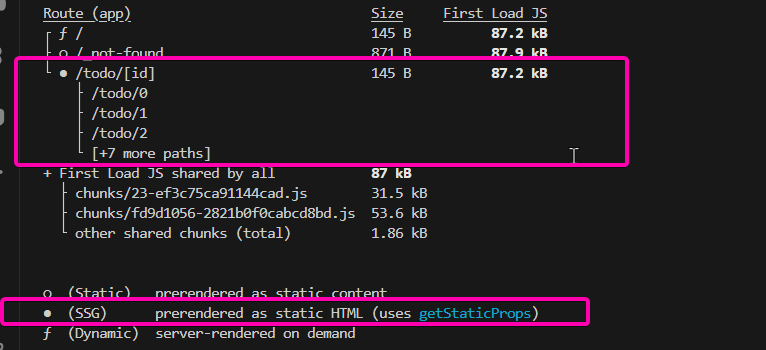 Route (app) Size First Load JS
┌ ƒ / 145 B 87.2 kB
├ ○ /_not-found 871 B 87.9 kB
└ ● /todo/[id] 145 B 87.2 kB
├ /todo/0
├ /todo/1
├ /todo/2
└ [+7 more paths]
+ First Load JS shared by all 87 kB
├ chunks/23-ef3c75ca91144cad.js 31.5 kB
├ chunks/fd9d1056-2821b0f0cabcd8bd.js 53.6 kB
└ other shared chunks (total) 1.86 kB
○ (Static) prerendered as static content
● (SSG) prerendered as static HTML (uses getStaticProps)
ƒ (Dynamic) server-rendered on demand